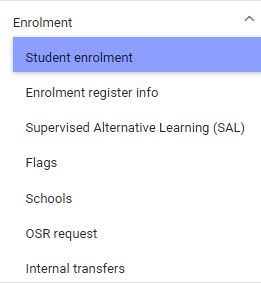 Enrolment
Student enrolment
Enrolment register info
Supervised Alternative Learning (SAL)
Flags
Schools
OSR request
Internal transfers